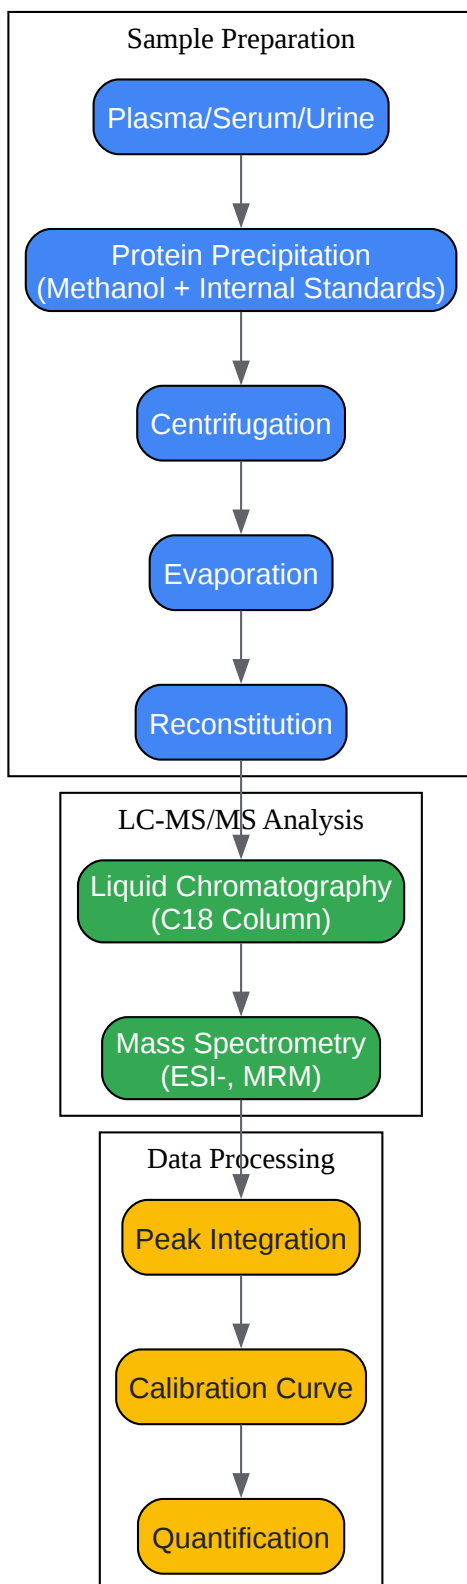 Sample Preparation
Plasma/Serum/Urine
Protein Precipitation
(Methanol + Internal Standards)
Centrifugation
Evaporation
Reconstitution
LC-MS/MS Analysis
Liquid Chromatography
(C18 Column)
Mass Spectrometry
(ESI-, MRM)
Data Processing
Peak Integration
Calibration Curve
Quantification